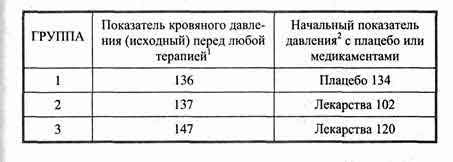 ГРУППА
Показатель кровяного давле-
ния (исходный) перед любой
терапией1
Начальный показатель
давления2 с плацебо или
медикаментами
1 136 Плацебо 134
2 137 Лекарства 102
3 147 Лекарства 120